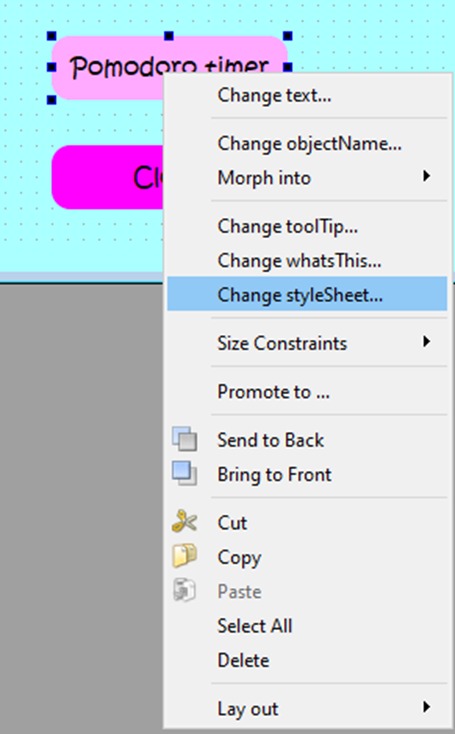 Pomodoro timer
Cl
Change text...
Change objectName...
Morph into
Change toolTip...
Change whatsThis...
Change styleSheet...
Size Constraints
Promote to ...
Send to Back
Bring to Front
Cut
Copy
Paste
Select All
Delete
Lay out